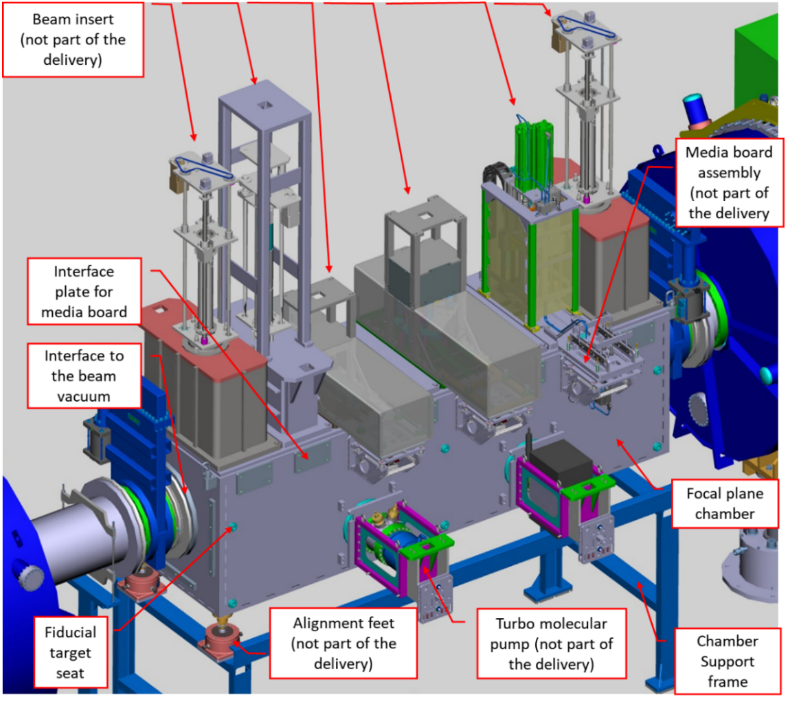 Beam insert
(not part of the
delivery)
Media board
assembly
(not part of
the delivery
Interface
plate for
media board
Interface to
the beam
vacuum
Focal plane
chamber
Fiducial
target
seat
Alignment feet
(not part of the
delivery)
Turbo molecular
pump (not part of
the delivery)
Chamber
Support
frame